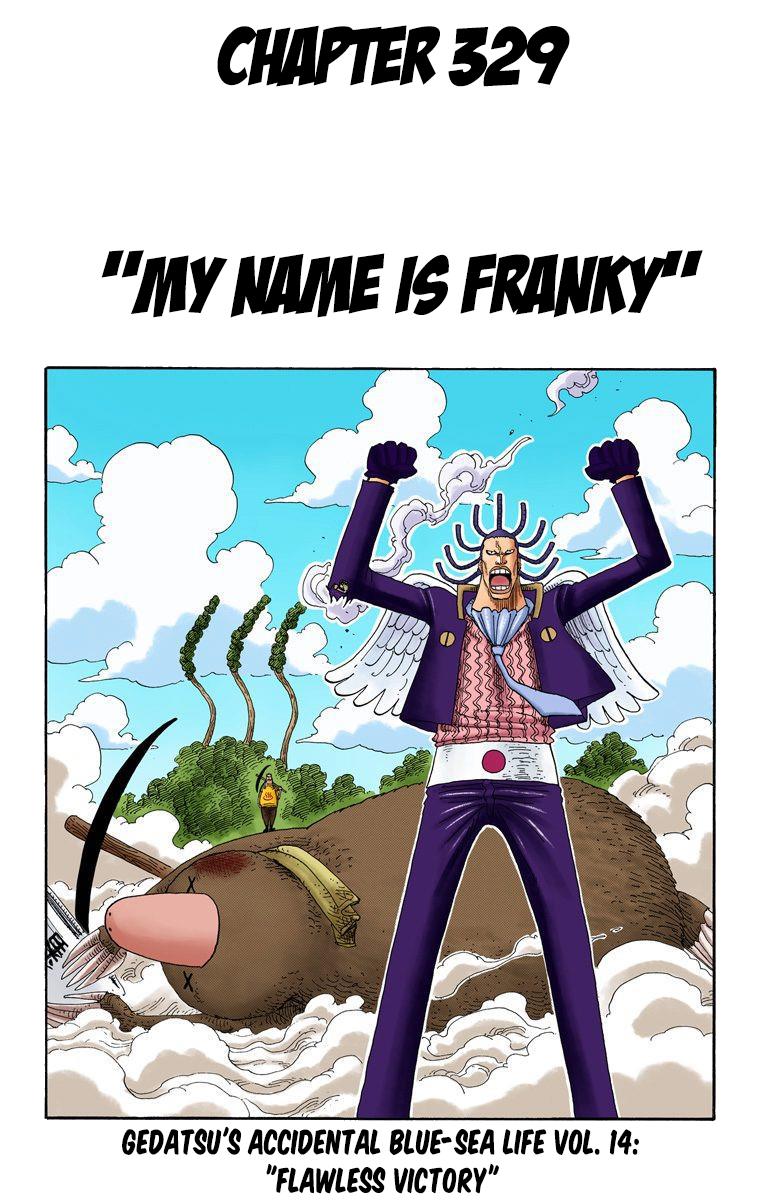 CHAPTER 329
"MY NAME IS FRANKY"
GEDATSU'S ACCIDENTAL BLUE-SEA LIFE VOL. 14:
"FLAWLESS VICTORY"